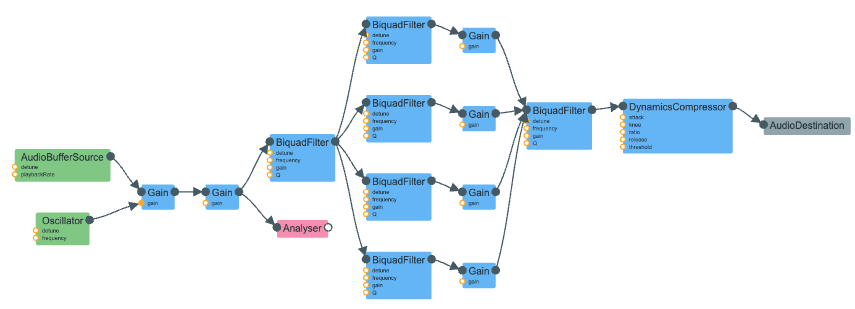 AudioBufferSource
detune
playbackRate
Oscillator
detune
frequency
Gain
gain
Gain
gain
BiquadFilter
detune
frequency
gain
Q
Analyser
BiquadFilter
detune
frequency
gain
Q
Gain
gain
BiquadFilter
detune
frequency
gain
Q
Gain
gain
BiquadFilter
detune
frequency
gain
Q
Gain
gain
BiquadFilter
detune
frequency
gain
Q
Gain
gain
BiquadFilter
detune
frequency
gain
Q
DynamicsCompressor
attack
knee
ratio
release
threshold
AudioDestination